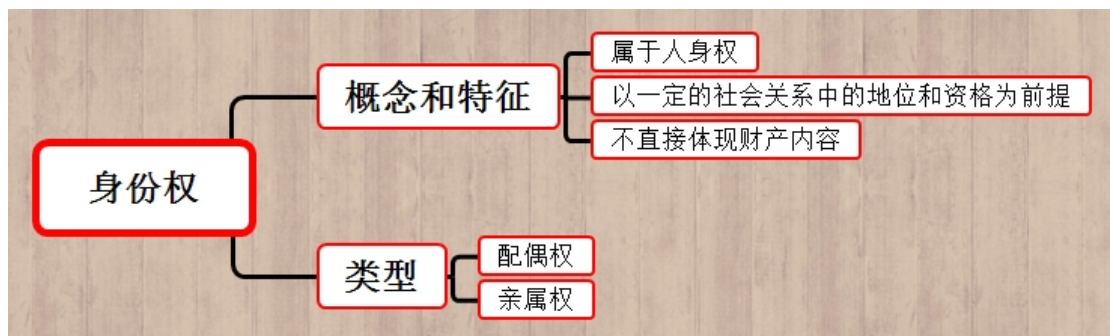 身份权
概念和特征
属于人身权
以一定的社会关系中的地位和资格为前提
不直接体现财产内容
类型
配偶权
亲属权